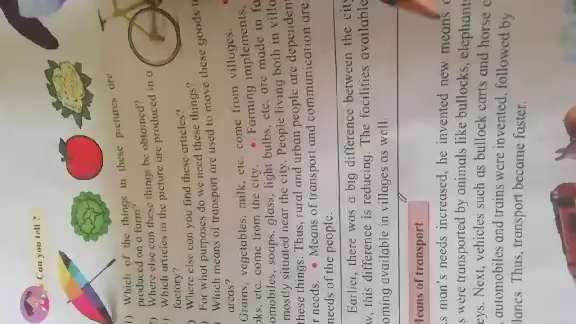 Can you tell ?
Which of the things in these pictures are
produced on a farm?
Where else can these things be obtained?
Which articles in the picture are produced in a
factory?
Where else can you find these articles?
For what purposes do we need these things?
Which means of transport are used to move these goods
areas?
Grains, vegetables, milk, etc. come from villages.
etc. come from the city. • Farming implements,
soaps, glass, light bulbs, etc. are made in
mostly situated near the city. People living both in
these things. Thus, rural and urban people are dependent
needs. • Means of transport and communication are
needs of the people.
Earlier, there was a big difference between the city
this difference is reducing. The facilities available
available in villages as well.
of transport
man's needs increased, he invented new means
were transported by animals like bullocks, elephants
Next, vehicles such as bullock carts and horse
automobiles and trains were invented, followed by
Thus, transport became faster.